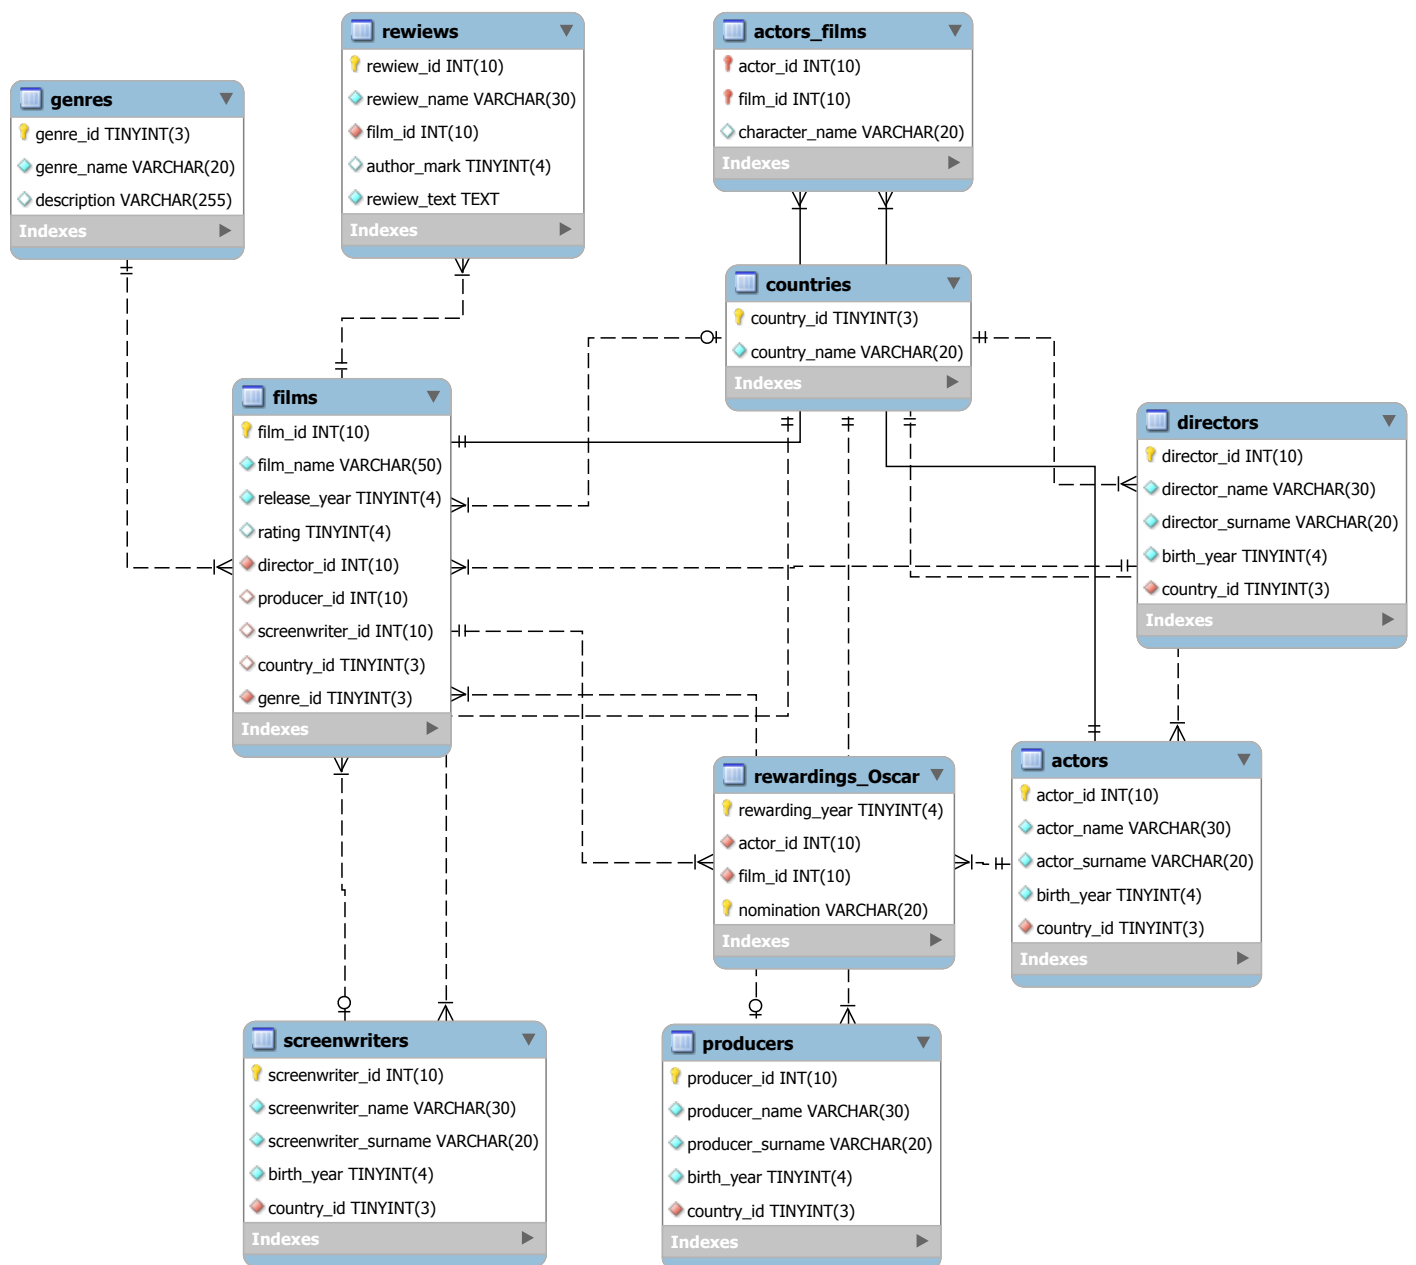 genres
genre_id TINYINT(3)
genre_name VARCHAR(20)
description VARCHAR(255)
Indexes
rewiews
rewiew_id INT(10)
rewiew_name VARCHAR(30)
film_id INT(10)
author_mark TINYINT(4)
rewiew_text TEXT
Indexes
actors_films
actor_id INT(10)
film_id INT(10)
character_name VARCHAR(20)
Indexes
countries
country_id TINYINT(3)
country_name VARCHAR(20)
Indexes
films
film_id INT(10)
film_name VARCHAR(50)
release_year TINYINT(4)
rating TINYINT(4)
director_id INT(10)
producer_id INT(10)
screenwriter_id INT(10)
country_id TINYINT(3)
genre_id TINYINT(3)
Indexes
directors
director_id INT(10)
director_name VARCHAR(30)
director_surname VARCHAR(20)
birth_year TINYINT(4)
country_id TINYINT(3)
Indexes
rewardings_Oscar
rewarding_year TINYINT(4)
actor_id INT(10)
film_id INT(10)
nomination VARCHAR(20)
Indexes
actors
actor_id INT(10)
actor_name VARCHAR(30)
actor_surname VARCHAR(20)
birth_year TINYINT(4)
country_id TINYINT(3)
Indexes
screenwriters
screenwriter_id INT(10)
screenwriter_name VARCHAR(30)
screenwriter_surname VARCHAR(20)
birth_year TINYINT(4)
country_id TINYINT(3)
Indexes
producers
producer_id INT(10)
producer_name VARCHAR(30)
producer_surname VARCHAR(20)
birth_year TINYINT(4)
country_id TINYINT(3)
Indexes